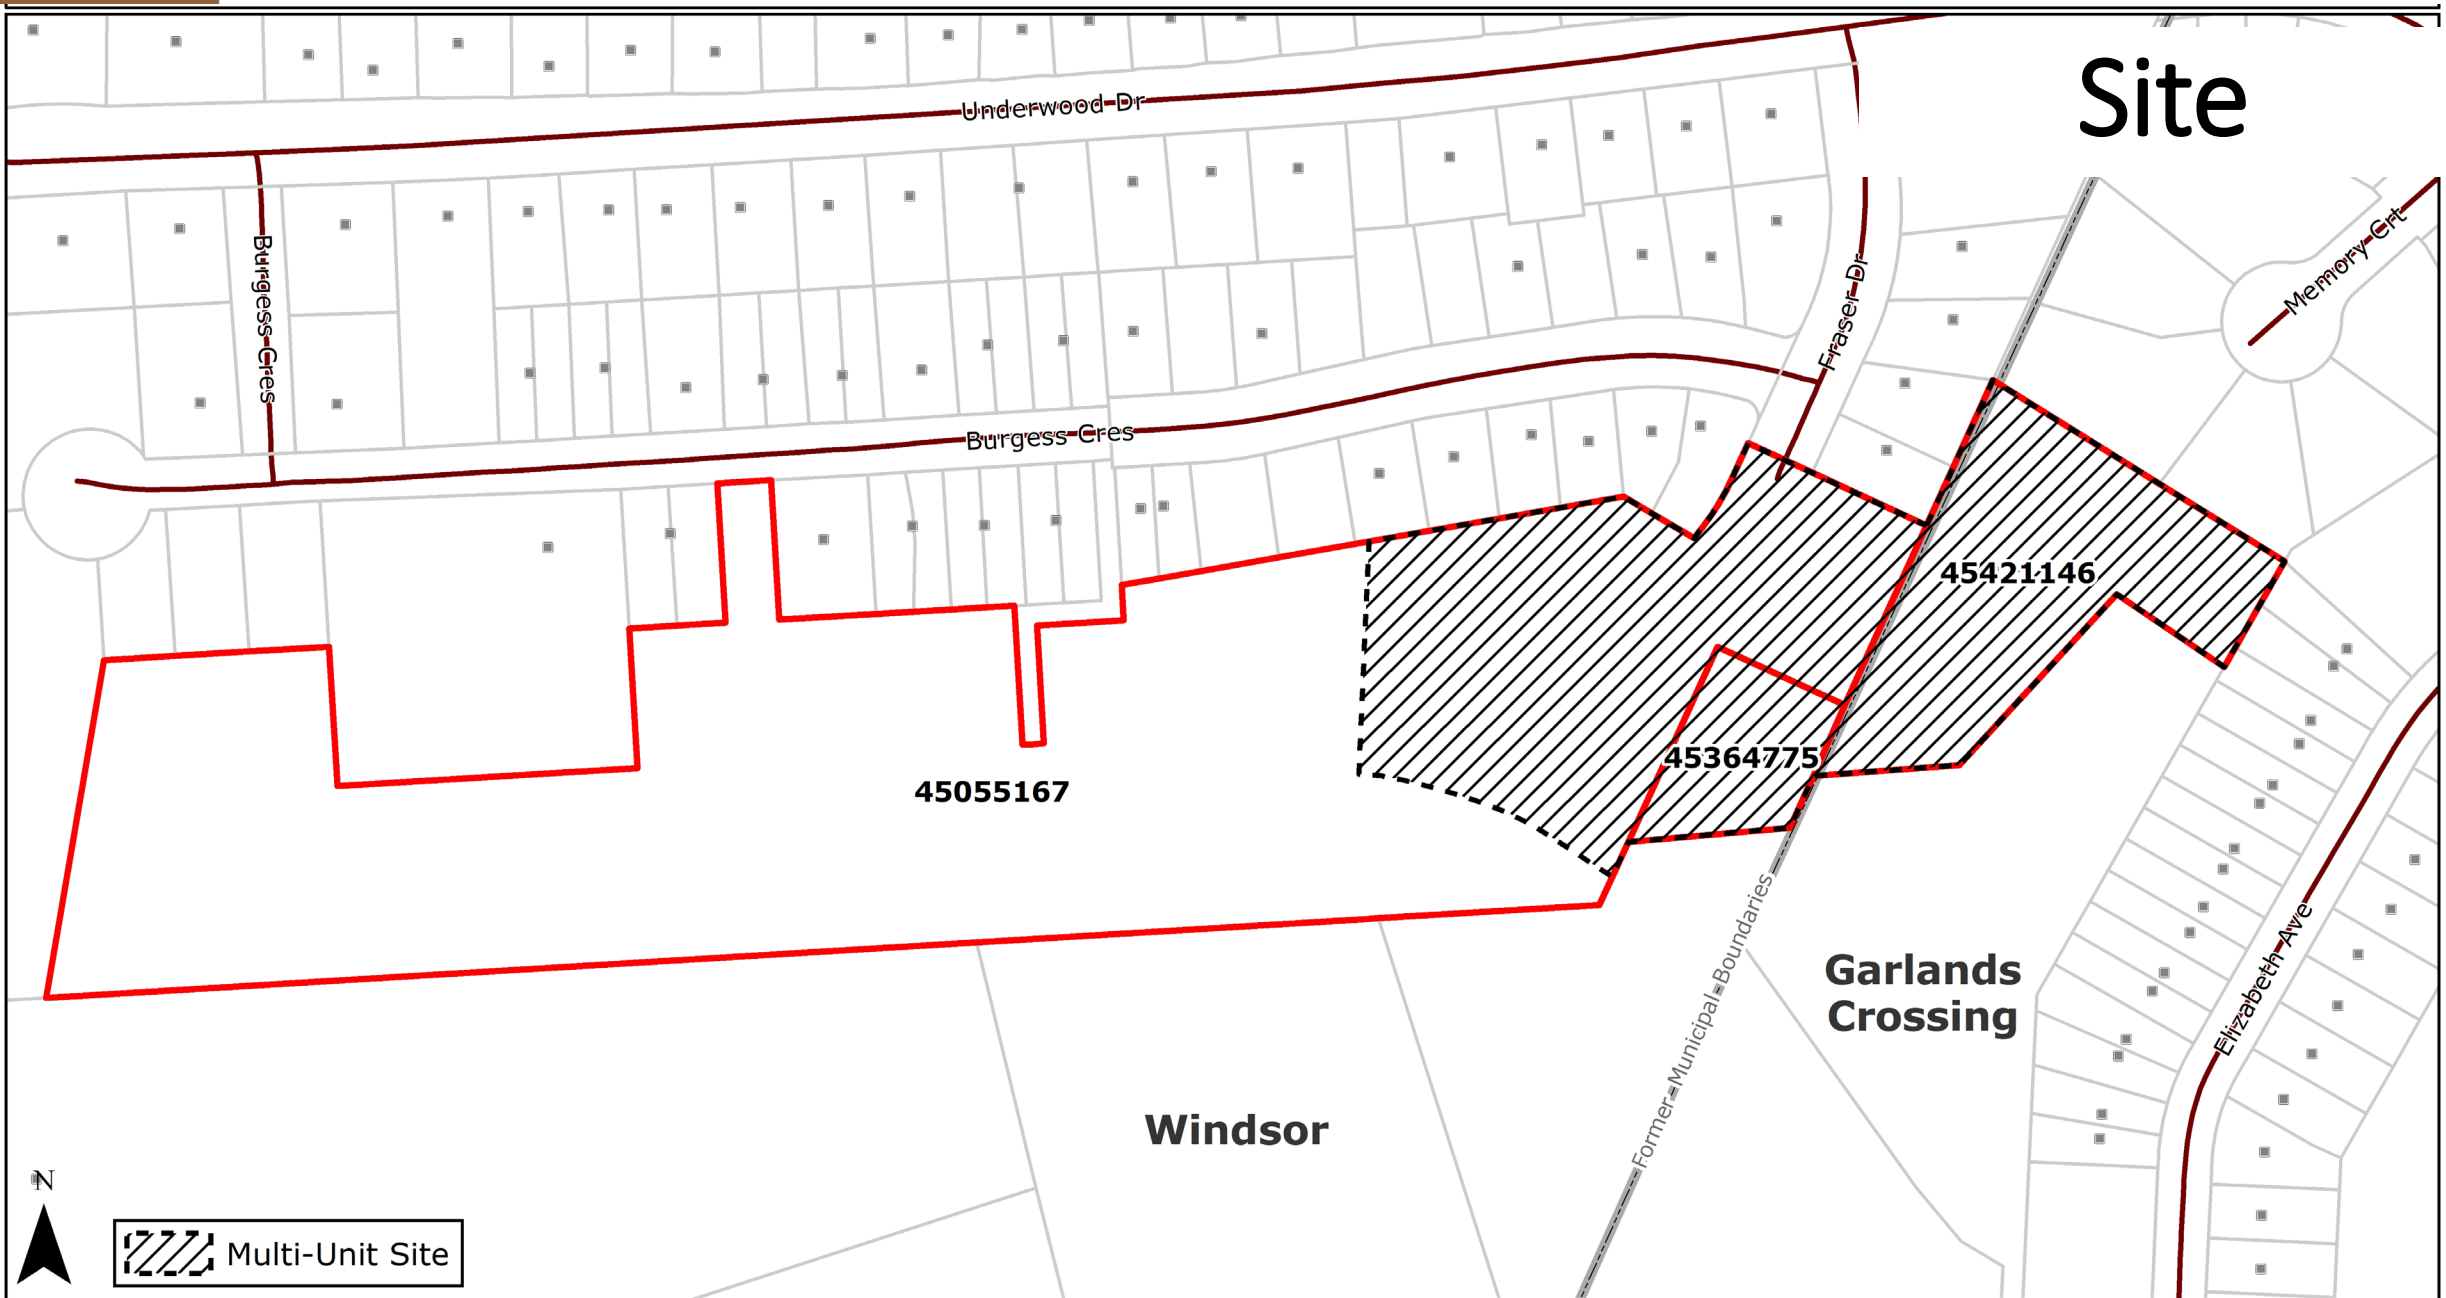 Site
Underwood Dr
Memory Crt
Burgess Cres
Fraser Dr
Burgess Cres
45421146
45364775
45055167
Garlands
Crossing
Elizabeth Ave
Former Municipal Boundaries
Windsor
N
Multi-Unit Site